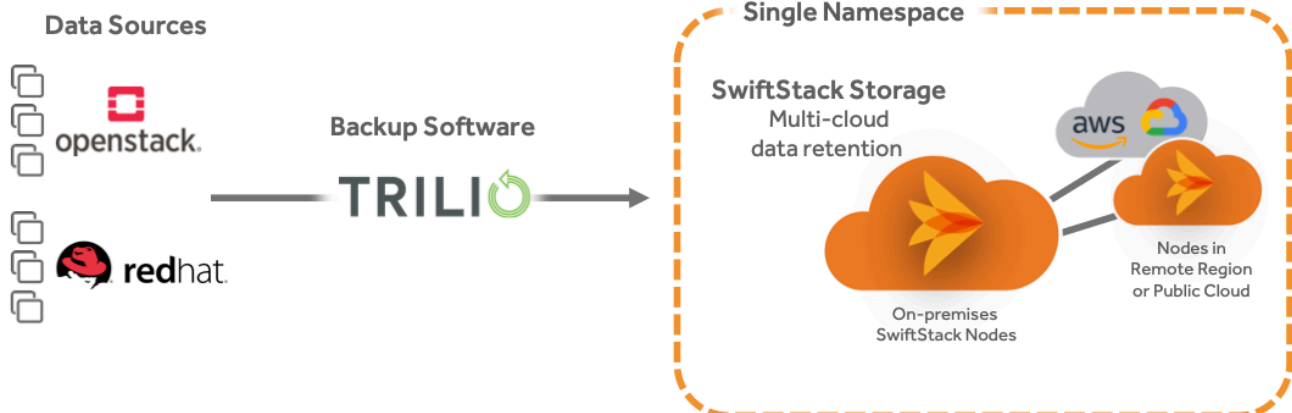 Data Sources
openstack.
redhat.
Backup Software
TRILIO
Single Namespace
SwiftStack Storage
Multi-cloud
data retention
aws
On-premises
SwiftStack Nodes
Nodes in
Remote Region
or Public Cloud